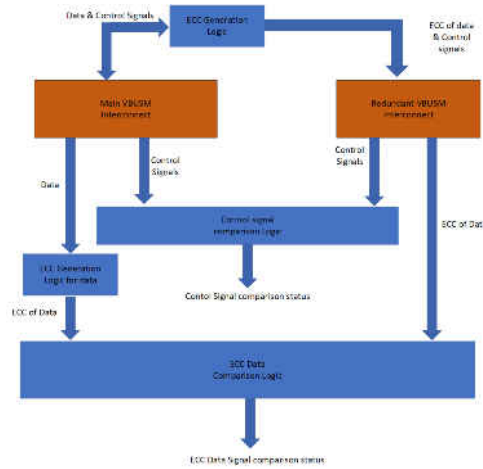 Data & Control Signals
ECC Generation
Logic
ECC of data
& Control
signals
Main VBUSM
Interconnect
Redundant VBUSM
Interconnect
Control
Signals
Control
Signals
Data
Control signal
comparison Logic
ECC of Dat
ECC Generation
Logic for data
Contol Signal comparison status
ECC of Data
ECC Data
Comparison Logic
ECC Data Signal comparison status